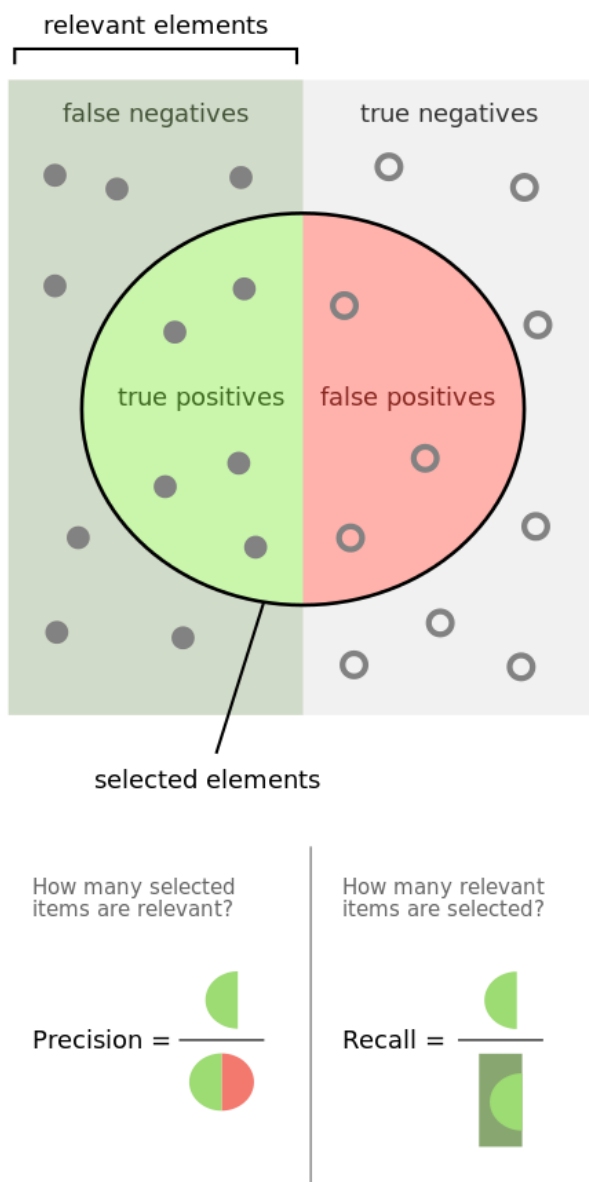 relevant elements
false negatives
true negatives
true positives
false positives
selected elements
How many selected
items are relevant?
How many relevant
items are selected?
Precision =
Recall =